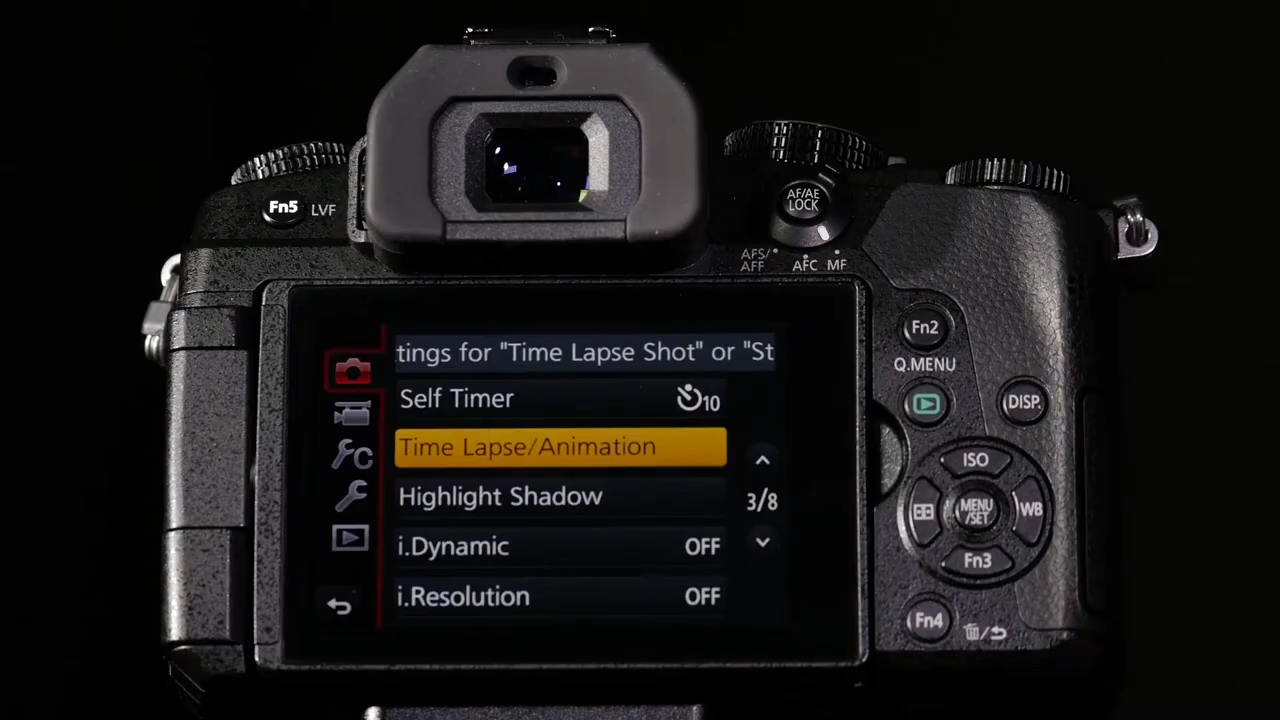 Fn5 LVF
AF/AE
LOCK
AFS/
AFF
AFC
MF
tings for "Time Lapse Shot" or "St
Self Timer 10
Time Lapse/Animation
Highlight Shadow
3/8
i.Dynamic OFF
i.Resolution OFF
C
Fn2
Q.MENU
DISP.
ISO
MENU
/SET
WB
Fn3
Fn4